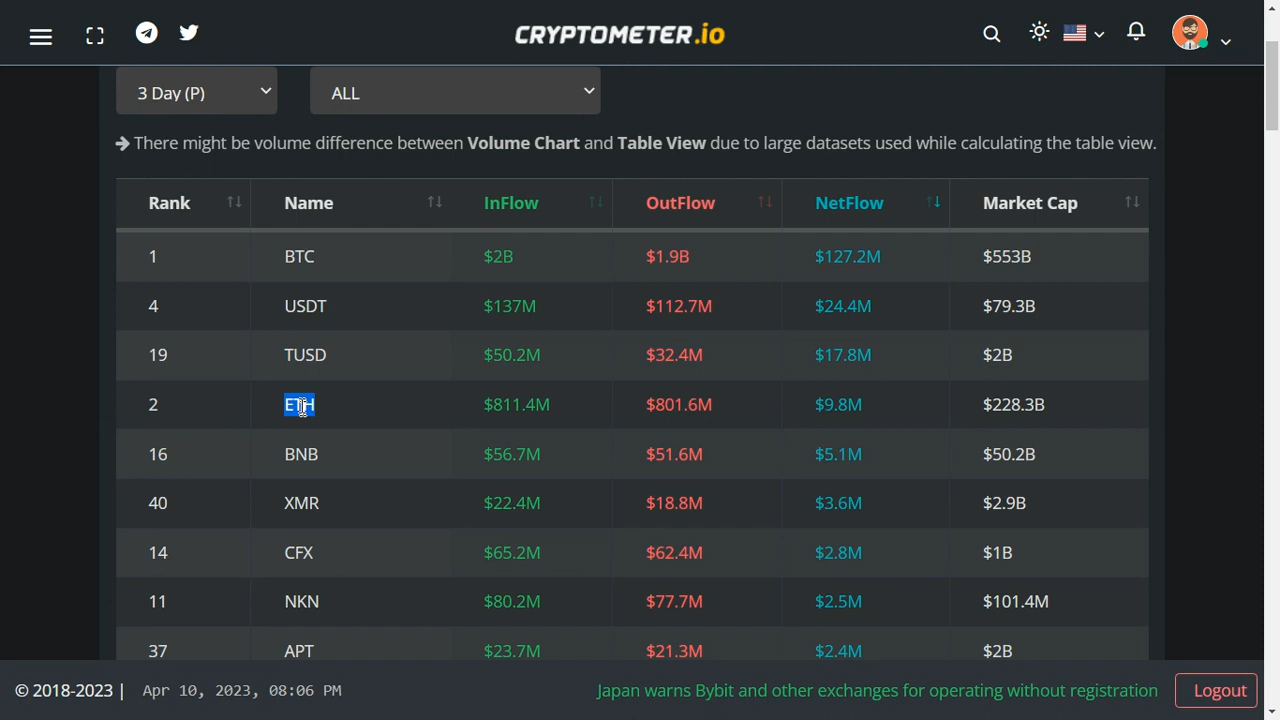 CRYPTOMETER.io
3 Day (P) ALL
There might be volume difference between Volume Chart and Table View due to large datasets used while calculating the table view.
Rank Name InFlow OutFlow NetFlow Market Cap
1 BTC $2B $1.9B $127.2M $553B
4 USDT $137M $112.7M $24.4M $79.3B
19 TUSD $50.2M $32.4M $17.8M $2B
2 ETH $811.4M $801.6M $9.8M $228.3B
16 BNB $56.7M $51.6M $5.1M $50.2B
40 XMR $22.4M $18.8M $3.6M $2.9B
14 CFX $65.2M $62.4M $2.8M $1B
11 NKN $80.2M $77.7M $2.5M $101.4M
37 APT $23.7M $21.3M $2.4M $2B
© 2018-2023 | Apr 10, 2023, 08:06 PM Japan warns Bybit and other exchanges for operating without registration Logout